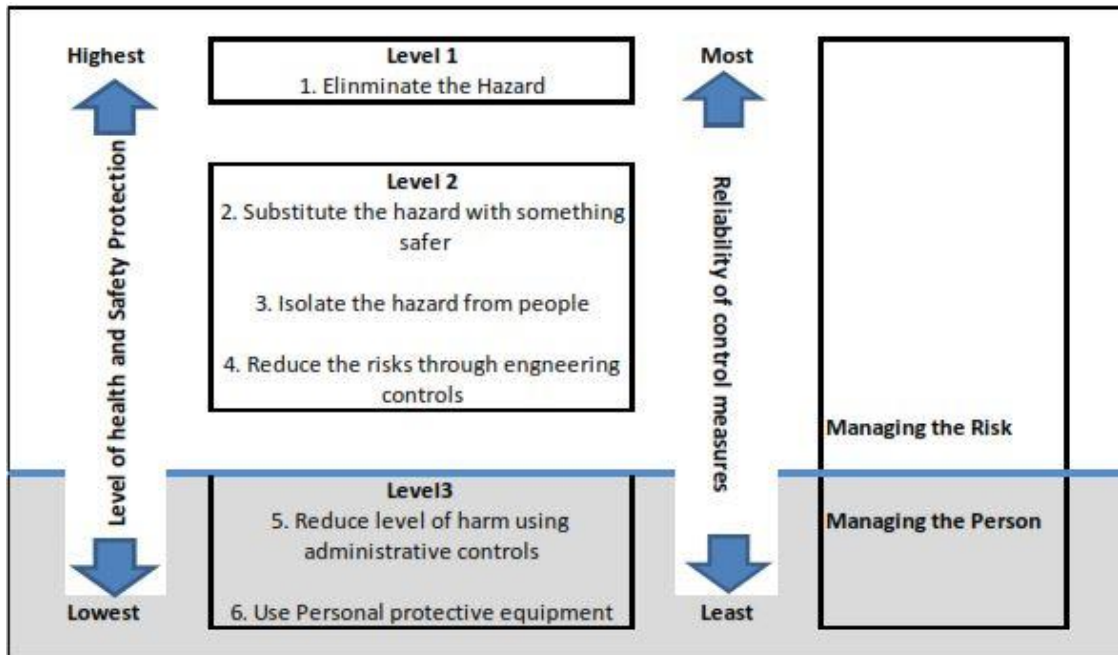 Highest
Level 1
1. Elinminate the Hazard
Most
Level of health and Safety Protection
Level 2
2. Substitute the hazard with something
safer
3. Isolate the hazard from people
4. Reduce the risks through engneering
controls
Reliability of control measures
Managing the Risk
Level3
5. Reduce level of harm using
administrative controls
6. Use Personal protective equipment
Managing the Person
Lowest
Least